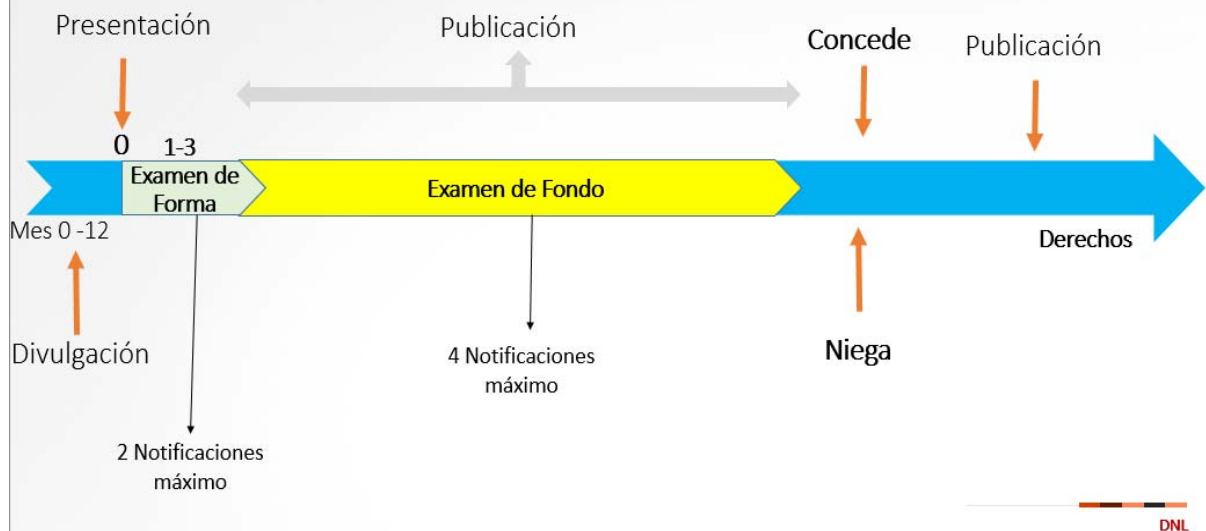 Presentación
Publicación
Concede
Publicación
0
1-3
Examen de
Forma
Examen de Fondo
Mes 0 -12
Derechos
Divulgación
4 Notificaciones
máximo
Niega
2 Notificaciones
máximo
DNL